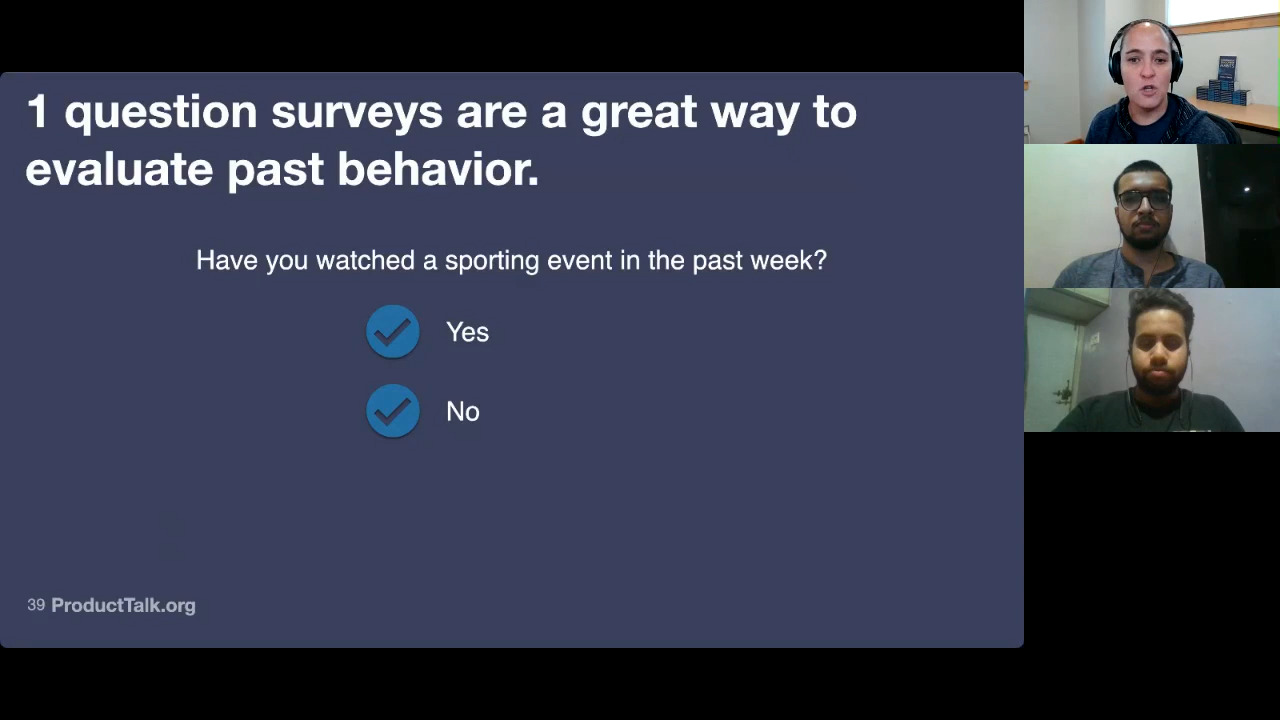 1 question surveys are a great way to
evaluate past behavior.
Have you watched a sporting event in the past week?
Yes
No
39 ProductTalk.org